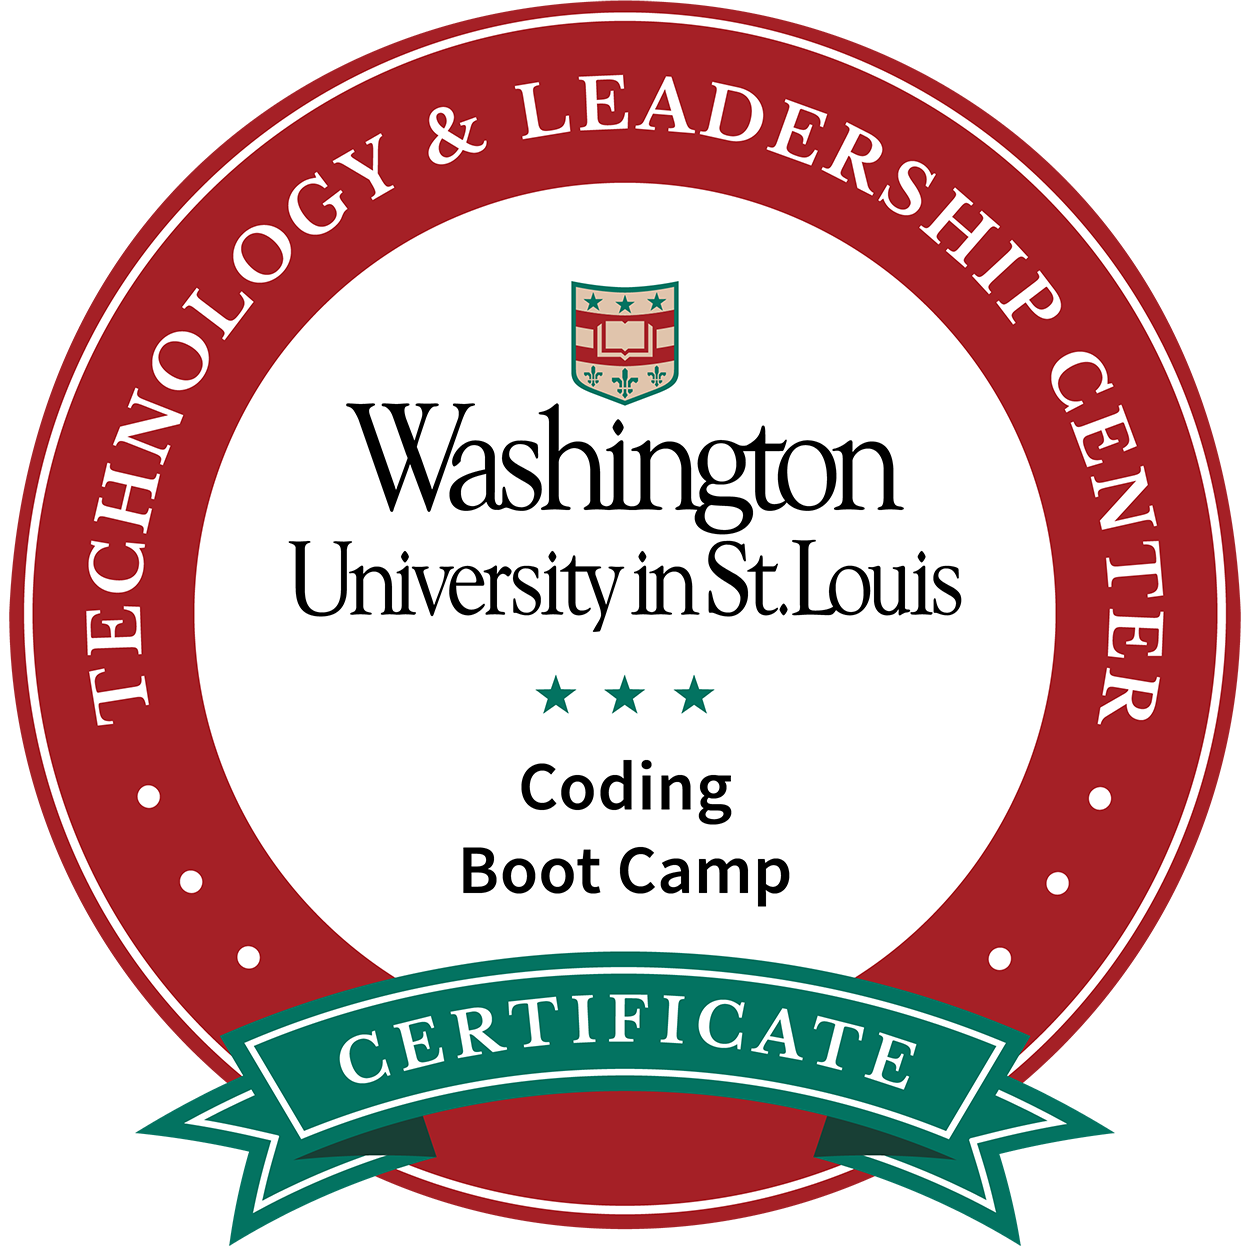 TECHNOLOGY & LEADERSHIP CENTER
Washington
University in St. Louis
Coding
Boot Camp
CERTIFICATE